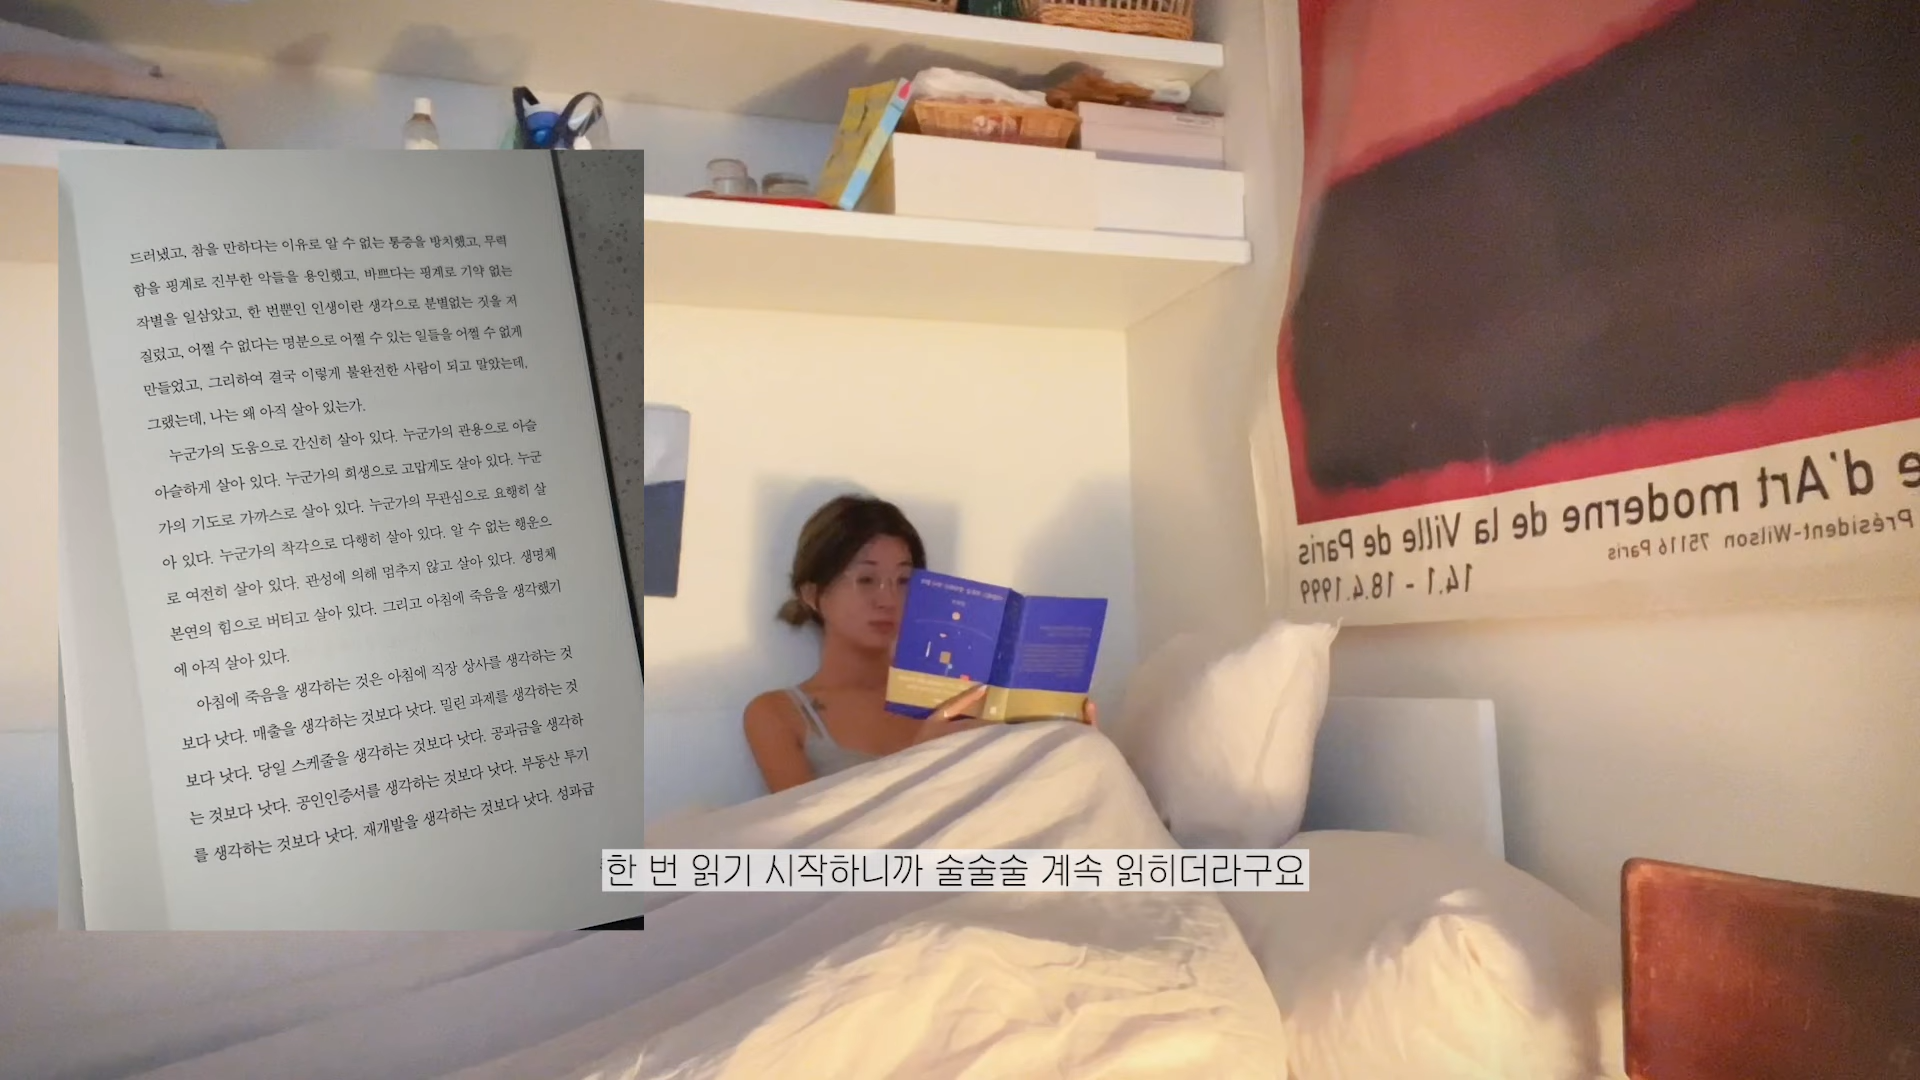 드러냈고, 참을 만하다는 이유로 알 수 없는 통증을 방치했고, 무력
함을 핑계로 진부한 악들을 용인했고, 바쁘다는 핑계로 기약 없는
작별을 일삼았고, 한 번뿐인 인생이란 생각으로 분별없는 짓을 저
질렀고, 어쩔 수 없다는 명분으로 어쩔 수 있는 일들을 어쩔 수 없게
만들었고, 그리하여 결국 이렇게 불완전한 사람이 되고 말았는데,
그랬는데, 나는 왜 아직 살아 있는가.
누군가의 도움으로 간신히 살아 있다. 누군가의 관용으로 아슬
아슬하게 살아 있다. 누군가의 희생으로 고맙게도 살아 있다. 누군
가의 기도로 가까스로 살아 있다. 누군가의 무관심으로 요행히 살
아 있다. 누군가의 착각으로 다행히 살아 있다. 알 수 없는 행운으
로 여전히 살아 있다. 관성에 의해 멈추지 않고 살아 있다. 생명체
본연의 힘으로 버티고 살아 있다. 그리고 아침에 죽음을 생각했기
에 아직 살아 있다.
아침에 죽음을 생각하는 것은 아침에 직장 상사를 생각하는 것
보다 낫다. 매출을 생각하는 것보다 낫다. 밀린 과제를 생각하는 것
보다 낫다. 당일 스케줄을 생각하는 것보다 낫다. 공과금을 생각하
는 것보다 낫다. 공인인증서를 생각하는 것보다 낫다. 부동산 투기
를 생각하는 것보다 낫다. 재개발을 생각하는 것보다 낫다. 성과급
e d'Art moderne de la Ville de Paris
Président-Wilson 75116 Paris
14.1 - 18.4.1999
한 번 읽기 시작하니까 술술술 계속 읽히더라구요